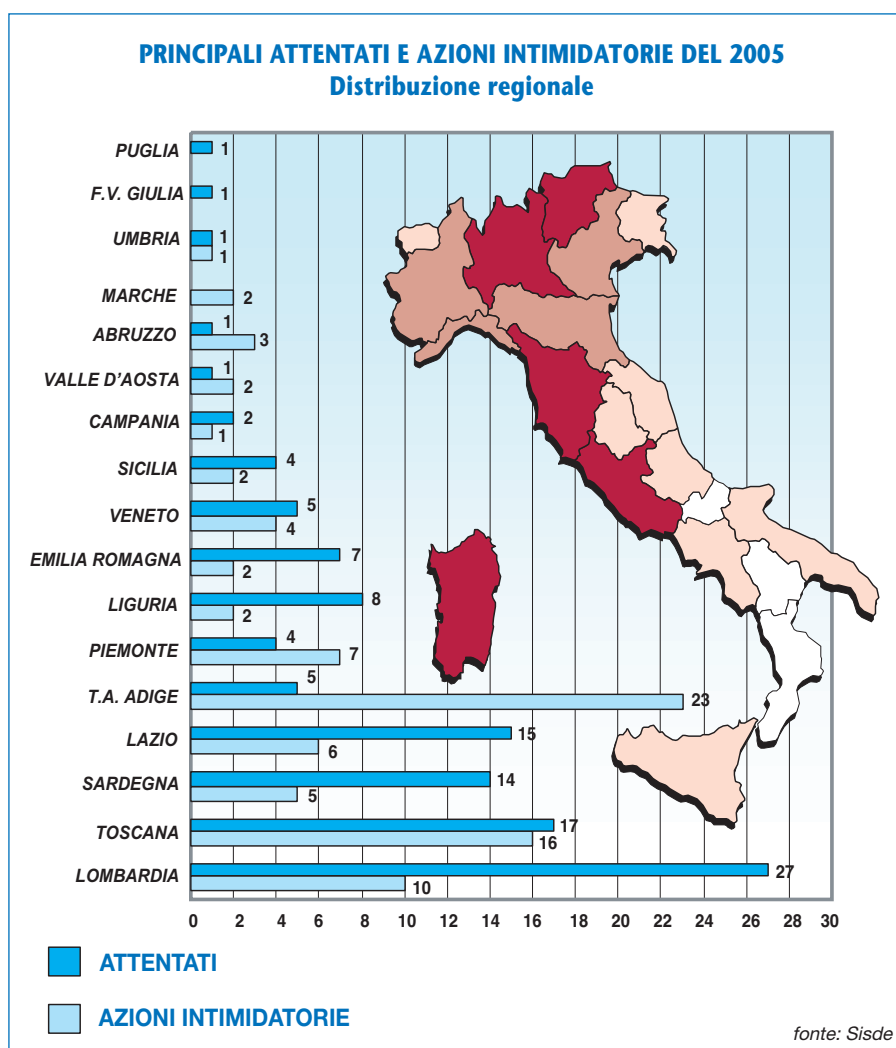 PRINCIPALI ATTENTATI E AZIONI INTIMIDATORIE DEL 2005
Distribuzione regionale
PUGLIA 1
F.V. GIULIA 1
UMBRIA 1
1
MARCHE 2
ABRUZZO 1
3
VALLE D'AOSTA 1
2
CAMPANIA 2
1
SICILIA 4
2
VENETO 5
4
EMILIA ROMAGNA 7
2
LIGURIA 8
2
PIEMONTE 4
7
T.A. ADIGE 5
23
LAZIO 15
6
SARDEGNA 14
5
TOSCANA 17
16
LOMBARDIA 27
10
0 2 4 6 8 10 12 14 16 18 20 22 24 26 28 30
ATTENTATI
AZIONI INTIMIDATORIE
fonte: Sisde